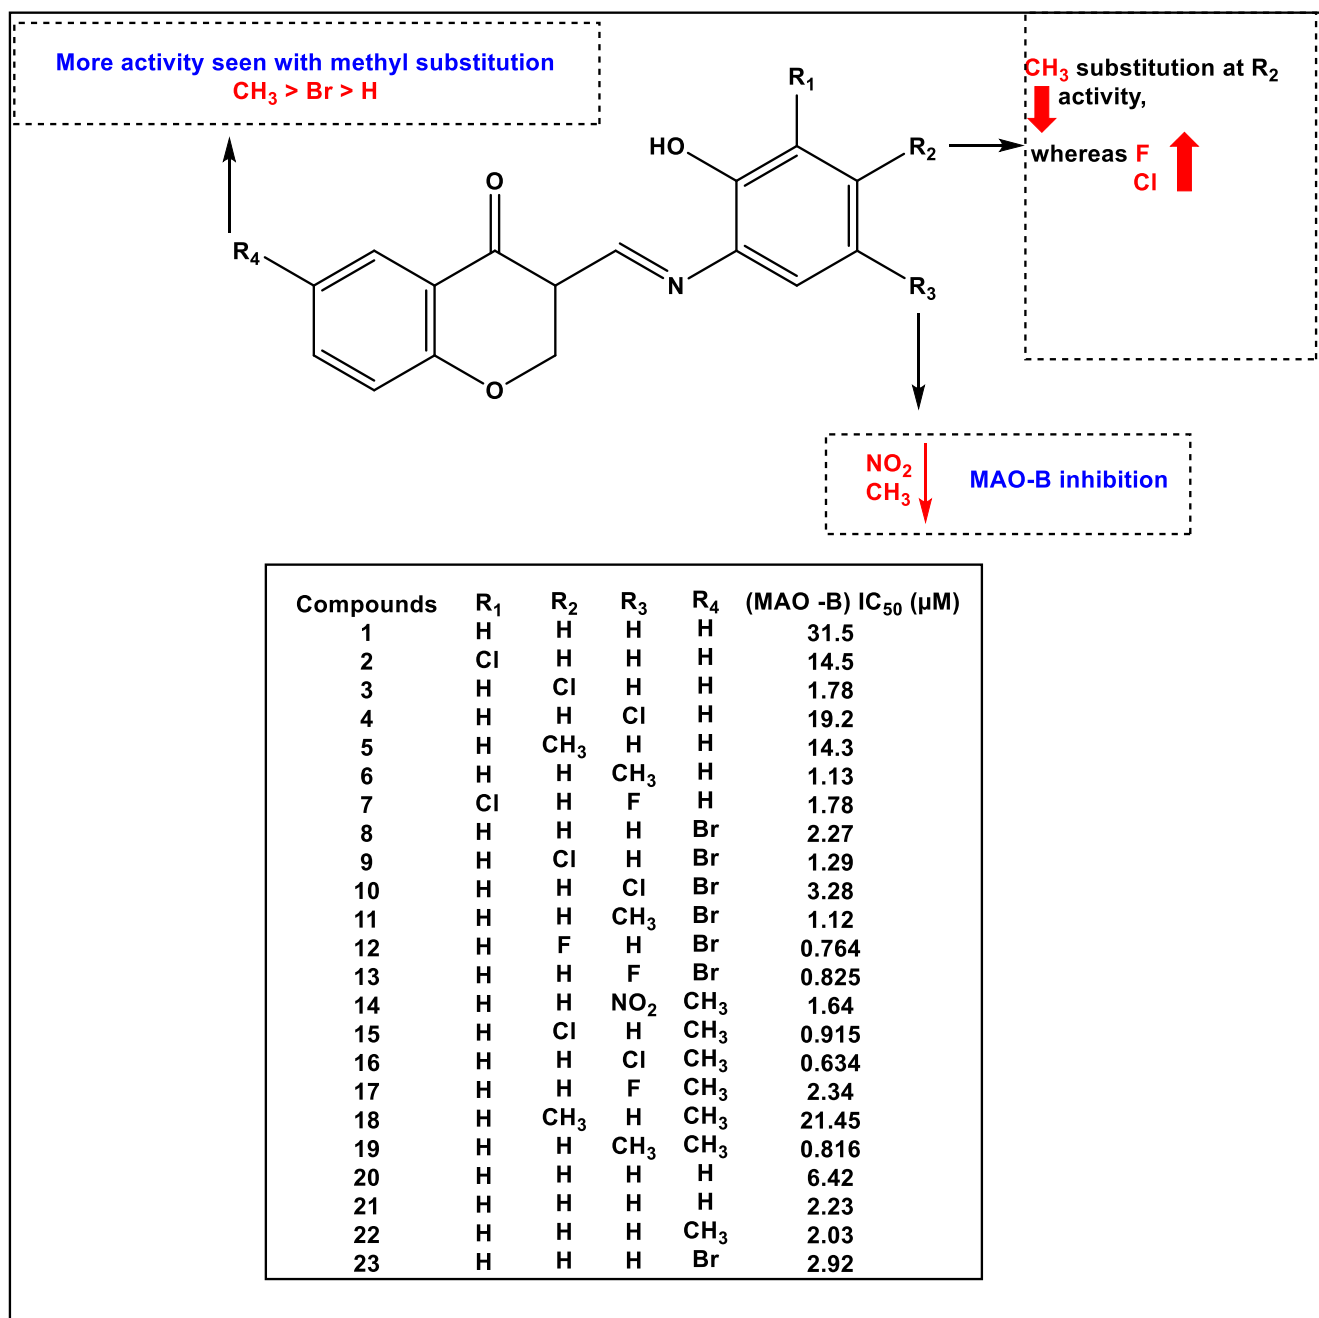 More activity seen with methyl substitution
CH₃ > Br > H
CH₃ substitution at R₂
activity,
whereas F
Cl
R₁
HO
R₂
O
R₄
N
R₃
O
NO₂
CH₃
MAO-B inhibition
Compounds R₁ R₂ R₃ R₄ (MAO -B) IC₅₀ (µM)
1 H H H H 31.5
2 Cl H H H 14.5
3 H Cl H H 1.78
4 H H Cl H 19.2
5 H CH₃ H H 14.3
6 H H CH₃ H 1.13
7 Cl H F H 1.78
8 H H H Br 2.27
9 H Cl H Br 1.29
10 H H Cl Br 3.28
11 H H CH₃ Br 1.12
12 H F H Br 0.764
13 H H F Br 0.825
14 H H NO₂ CH₃ 1.64
15 H Cl H CH₃ 0.915
16 H H Cl CH₃ 0.634
17 H H F CH₃ 2.34
18 H CH₃ H CH₃ 21.45
19 H H CH₃ CH₃ 0.816
20 H H H H 6.42
21 H H H H 2.23
22 H H H CH₃ 2.03
23 H H H Br 2.92